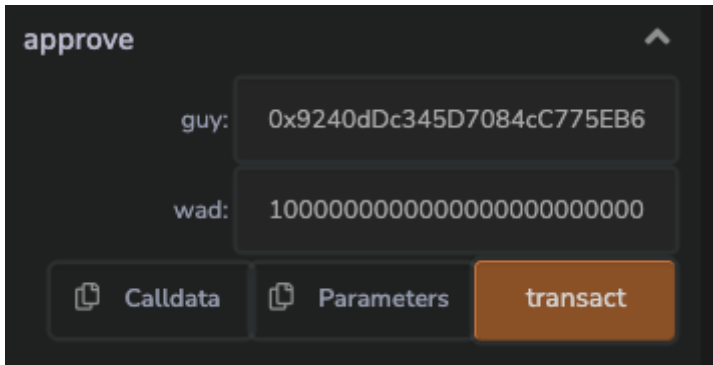 approve
guy: 0x9240dDc345D7084cC775EB6
wad: 1000000000000000000000000
Calldata Parameters transact